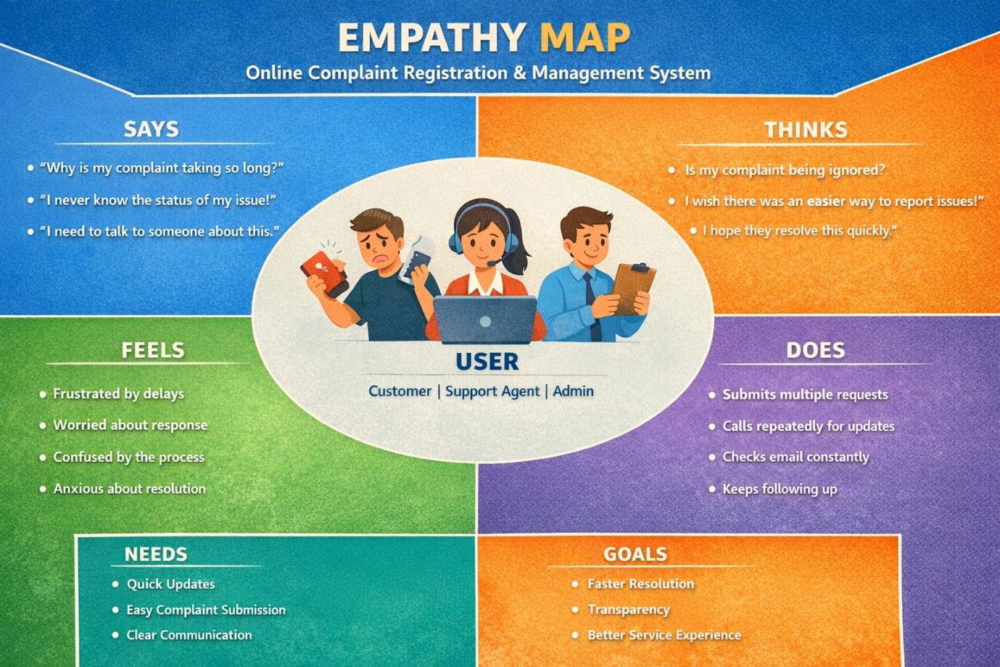 EMPATHY MAP
Online Complaint Registration & Management System
SAYS
• “Why is my complaint taking so long?”
• “I never know the status of my issue!”
• “I need to talk to someone about this.”
THINKS
• Is my complaint being ignored?
• I wish there was an easier way to report issues!”
• I hope they resolve this quickly.”
USER
Customer | Support Agent | Admin
FEELS
• Frustrated by delays
• Worried about response
• Confused by the process
• Anxious about resolution
DOES
• Submits multiple requests
• Calls repeatedly for updates
• Checks email constantly
• Keeps following up
NEEDS
• Quick Updates
• Easy Complaint Submission
• Clear Communication
GOALS
• Faster Resolution
• Transparency
• Better Service Experience